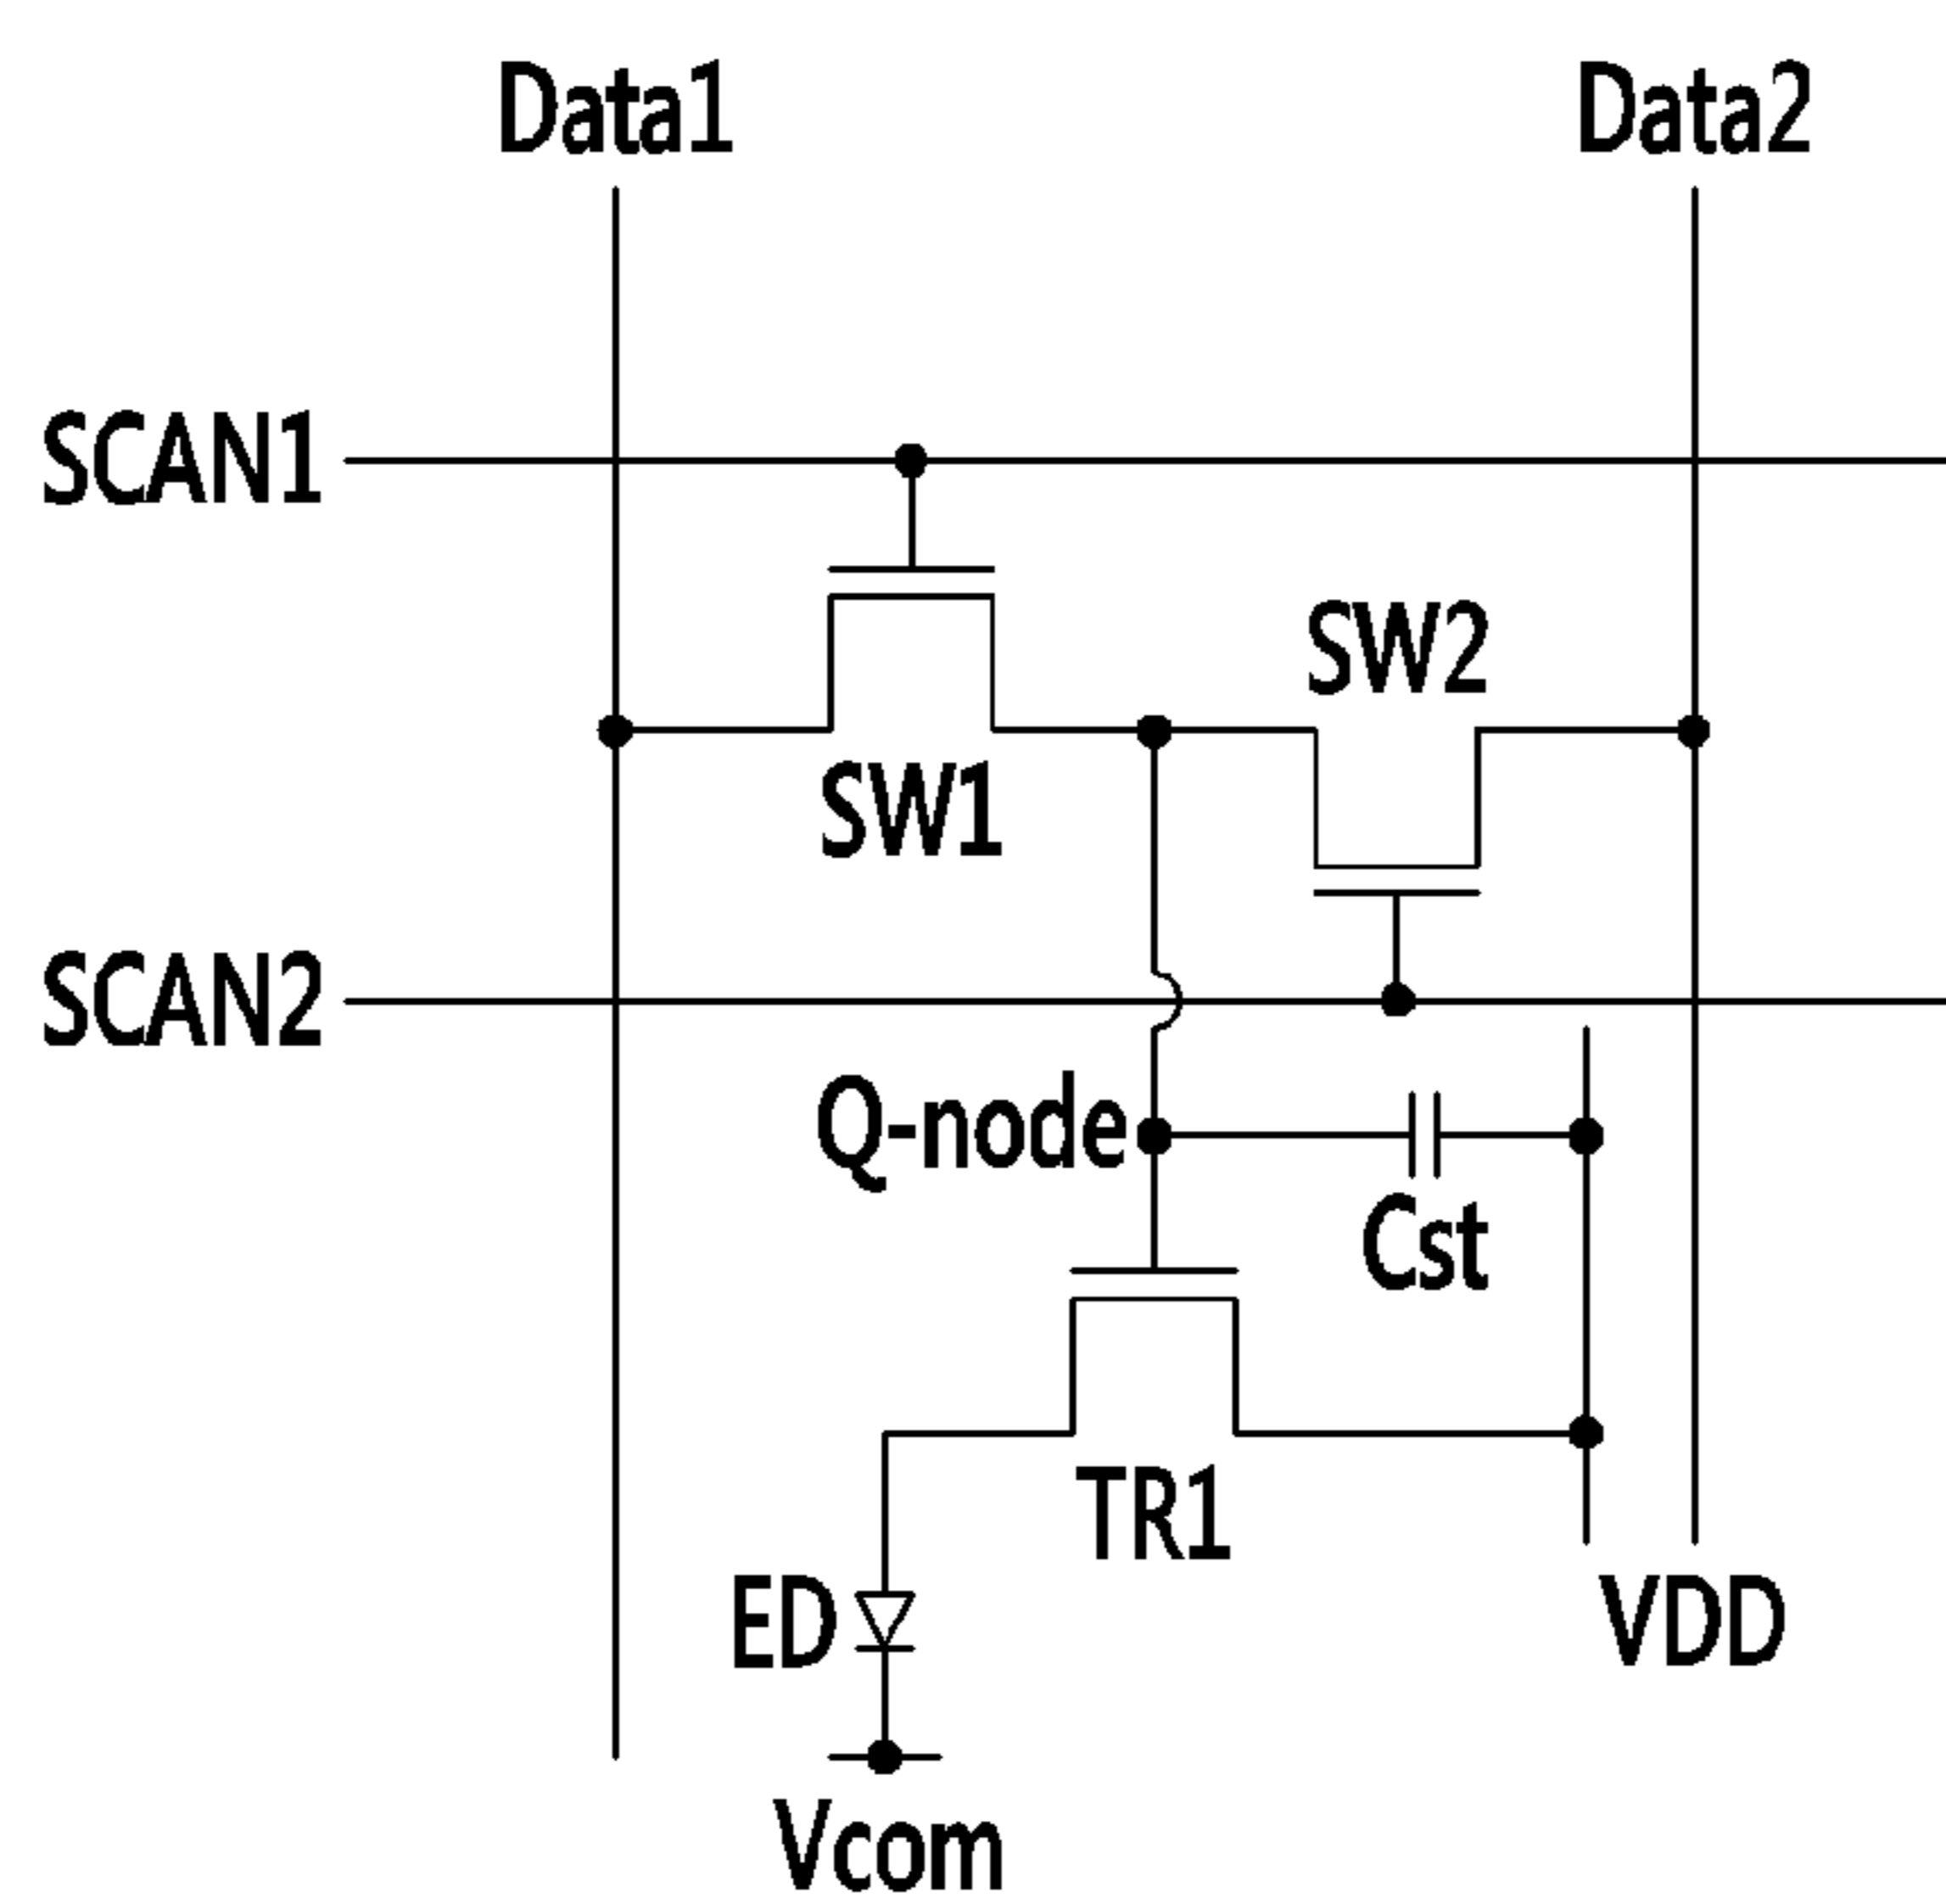 Data1
Data2
SCAN1
SW2
SW1
SCAN2
Q-node
Cst
TR1
ED
VDD
Vcom